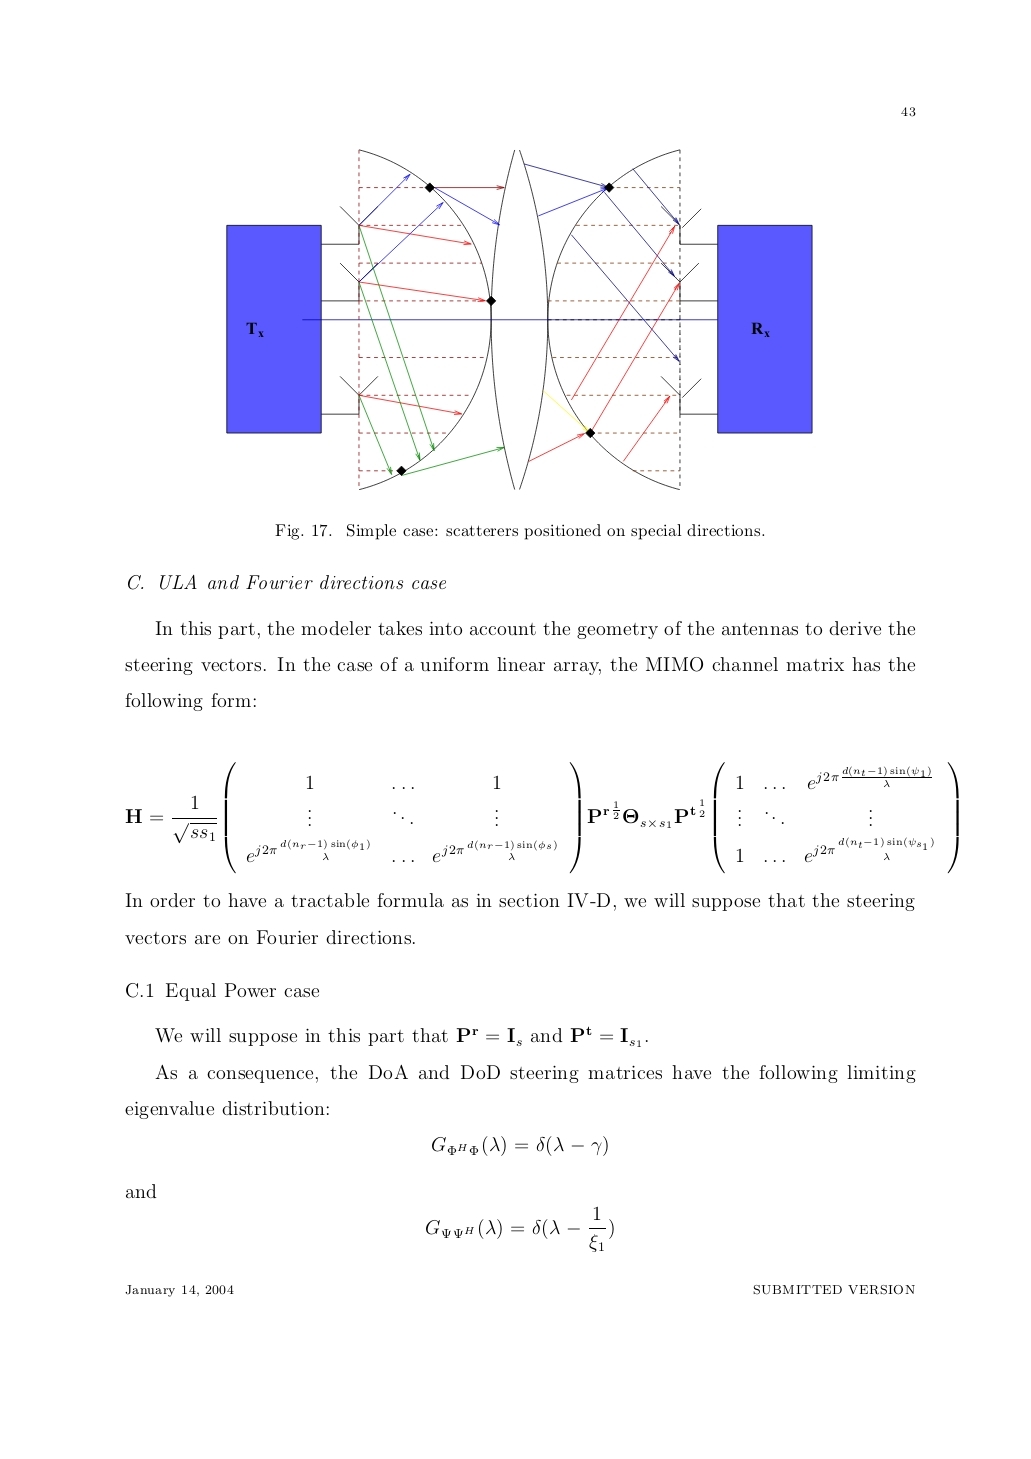 43
Tx
Rx
Fig. 17. Simple case: scatterers positioned on special directions.
C. ULA and Fourier directions case
In this part, the modeler takes into account the geometry of the antennas to derive the
steering vectors. In the case of a uniform linear array, the MIMO channel matrix has the
following form:
$\mathbf{H} = \frac{1}{\sqrt{ss_1}} \begin{pmatrix} 1 & \dots & 1 \\ \vdots & \ddots & \vdots \\ e^{j2\pi \frac{d(n_r-1)\sin(\phi_1)}{\lambda}} & \dots & e^{j2\pi \frac{d(n_r-1)\sin(\phi_s)}{\lambda}} \end{pmatrix} \mathbf{P^r}^{\frac{1}{2}} \mathbf{\Theta}_{s \times s_1} \mathbf{P^t}^{\frac{1}{2}} \begin{pmatrix} 1 & \dots & e^{j2\pi \frac{d(n_t-1)\sin(\psi_1)}{\lambda}} \\ \vdots & \ddots & \vdots \\ 1 & \dots & e^{j2\pi \frac{d(n_t-1)\sin(\psi_{s_1})}{\lambda}} \end{pmatrix}$
In order to have a tractable formula as in section IV-D, we will suppose that the steering
vectors are on Fourier directions.
C.1 Equal Power case
We will suppose in this part that $\mathbf{P^r} = \mathbf{I}_s$ and $\mathbf{P^t} = \mathbf{I}_{s_1}$.
As a consequence, the DoA and DoD steering matrices have the following limiting
eigenvalue distribution:
$G_{\Phi^H\Phi}(\lambda) = \delta(\lambda - \gamma)$
and
$G_{\Psi\Psi^H}(\lambda) = \delta(\lambda - \frac{1}{\xi_1})$
January 14, 2004 SUBMITTED VERSION